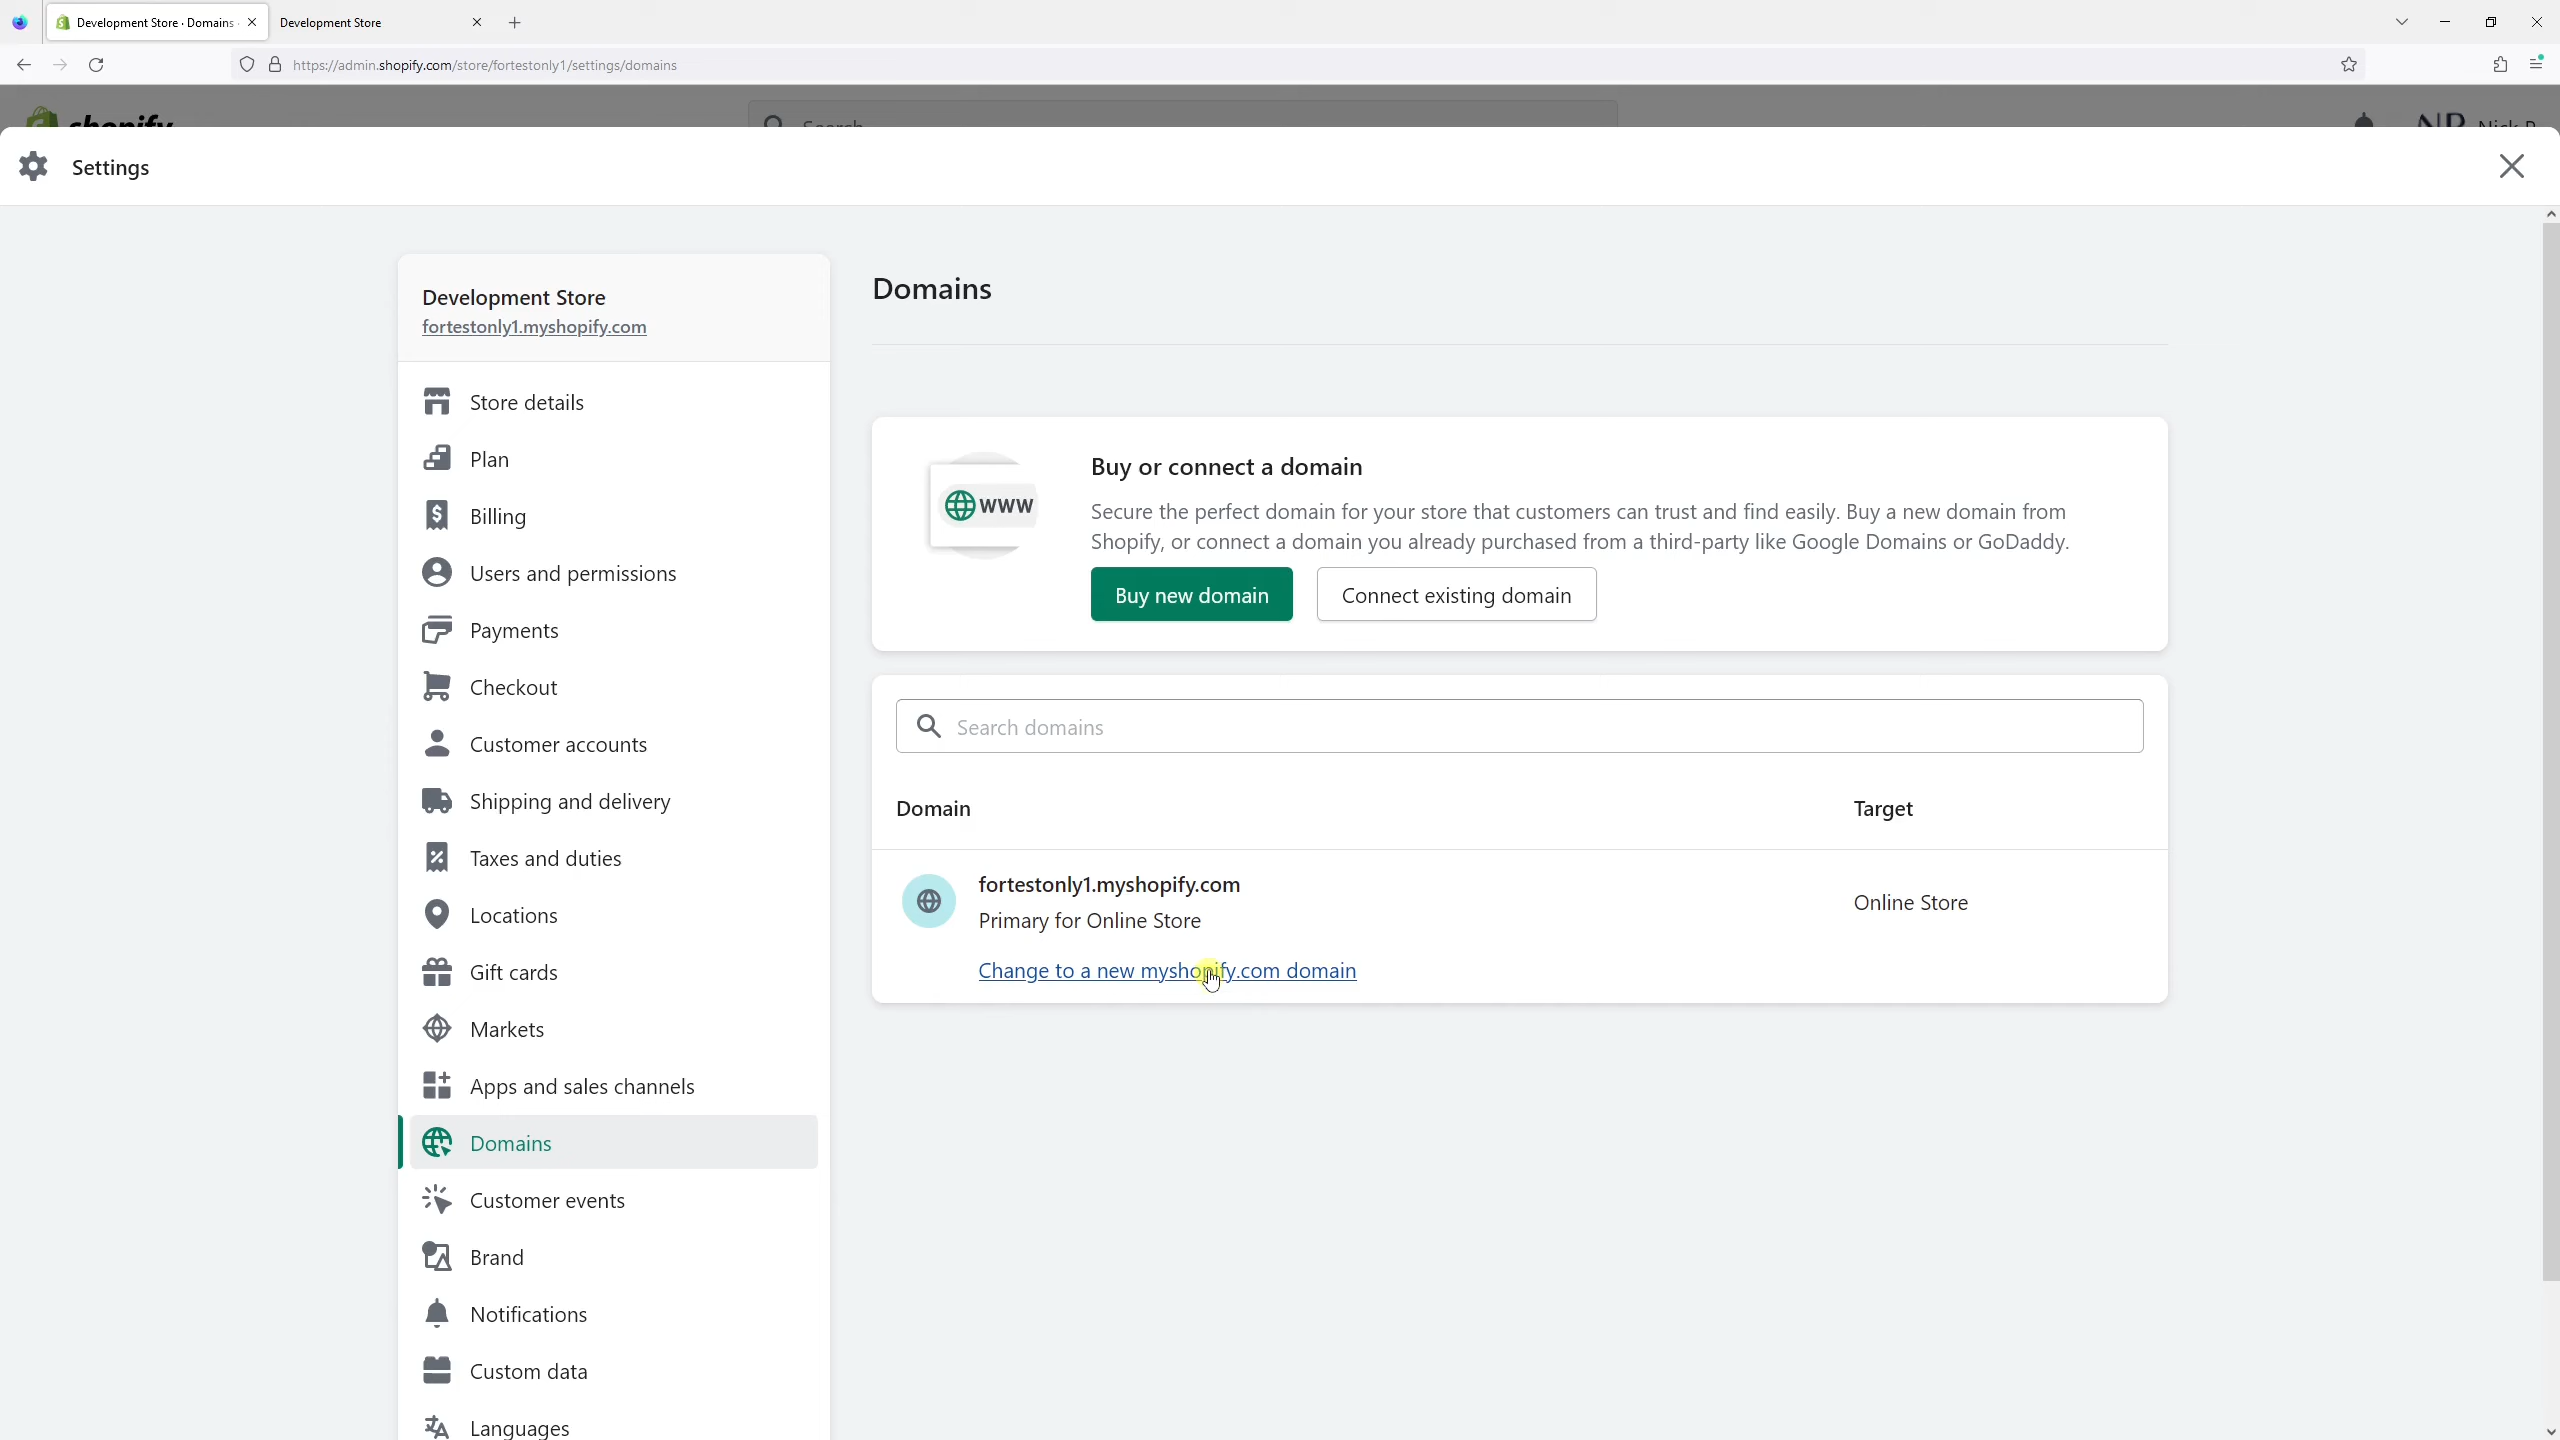 Development Store · Domains
Development Store
https://admin.shopify.com/store/fortestonly1/settings/domains
shopify
Search
Nick P
Settings
Development Store
fortestonly1.myshopify.com
Store details
Plan
Billing
Users and permissions
Payments
Checkout
Customer accounts
Shipping and delivery
Taxes and duties
Locations
Gift cards
Markets
Apps and sales channels
Domains
Customer events
Brand
Notifications
Custom data
Languages
Domains
www
Buy or connect a domain
Secure the perfect domain for your store that customers can trust and find easily. Buy a new domain from
Shopify, or connect a domain you already purchased from a third-party like Google Domains or GoDaddy.
Buy new domain
Connect existing domain
Search domains
Domain
Target
fortestonly1.myshopify.com
Primary for Online Store
Online Store
Change to a new myshopify.com domain